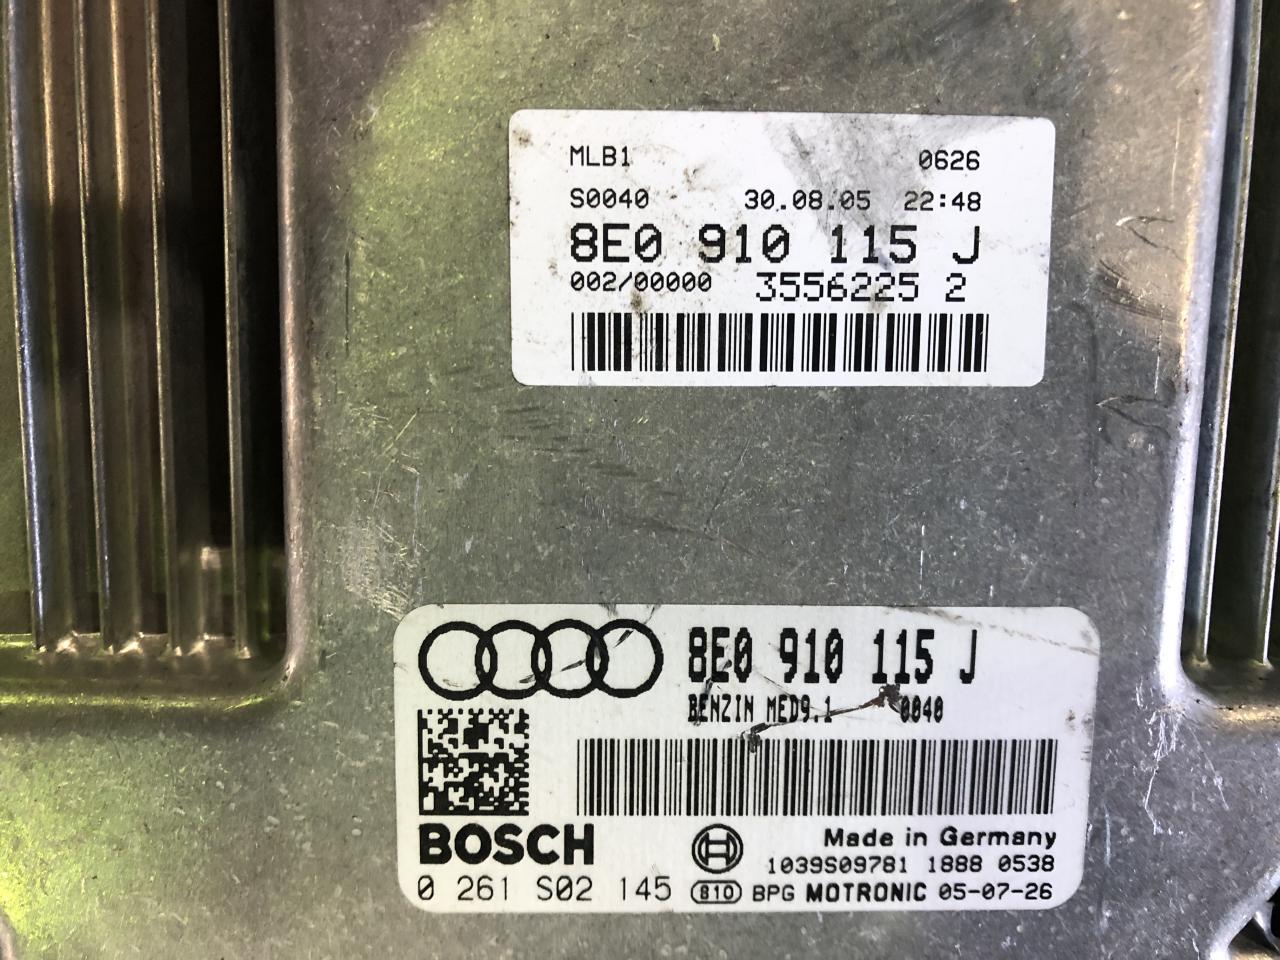 MLB1 0626
S0040 30.08.05 22:48
8E0 910 115 J
002/00000 3556225 2
8E0 910 115 J
BENZIN MED9.1 0040
BOSCH
Made in Germany
1039S09781 1888 0538
0 261 S02 145 810 BPG MOTRONIC 05-07-26